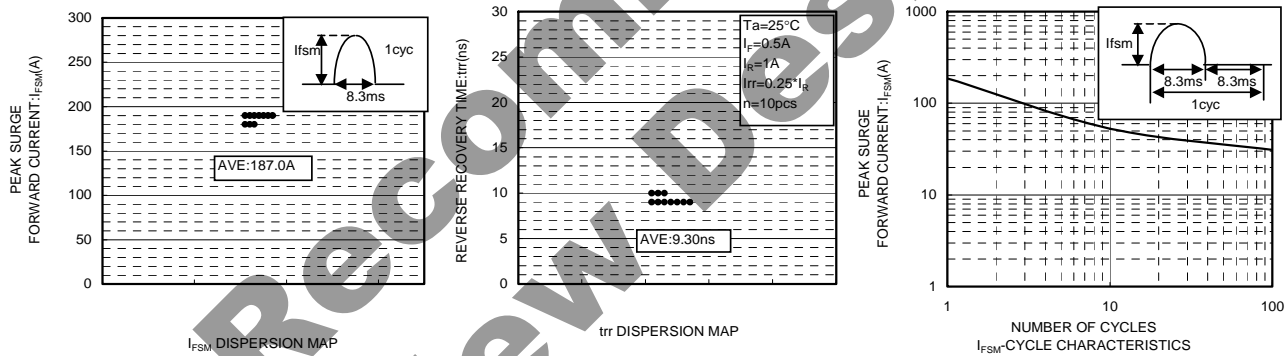 300
250
200
150
100
50
0
PEAK SURGE
FORWARD CURRENT:IFSM(A)
Ifsm
1cyc
8.3ms
AVE:187.0A
IFSM DISPERSION MAP
30
25
20
15
10
5
0
REVERSE RECOVERY TIME:trr(ns)
Ta=25°C
IF=0.5A
IR=1A
Irr=0.25*IR
n=10pcs
AVE:9.30ns
trr DISPERSION MAP
1000
100
10
1
PEAK SURGE
FORWARD CURRENT:IFSM(A)
Ifsm
8.3ms 8.3ms
1cyc
1 10 100
NUMBER OF CYCLES
IFSM-CYCLE CHARACTERISTICS